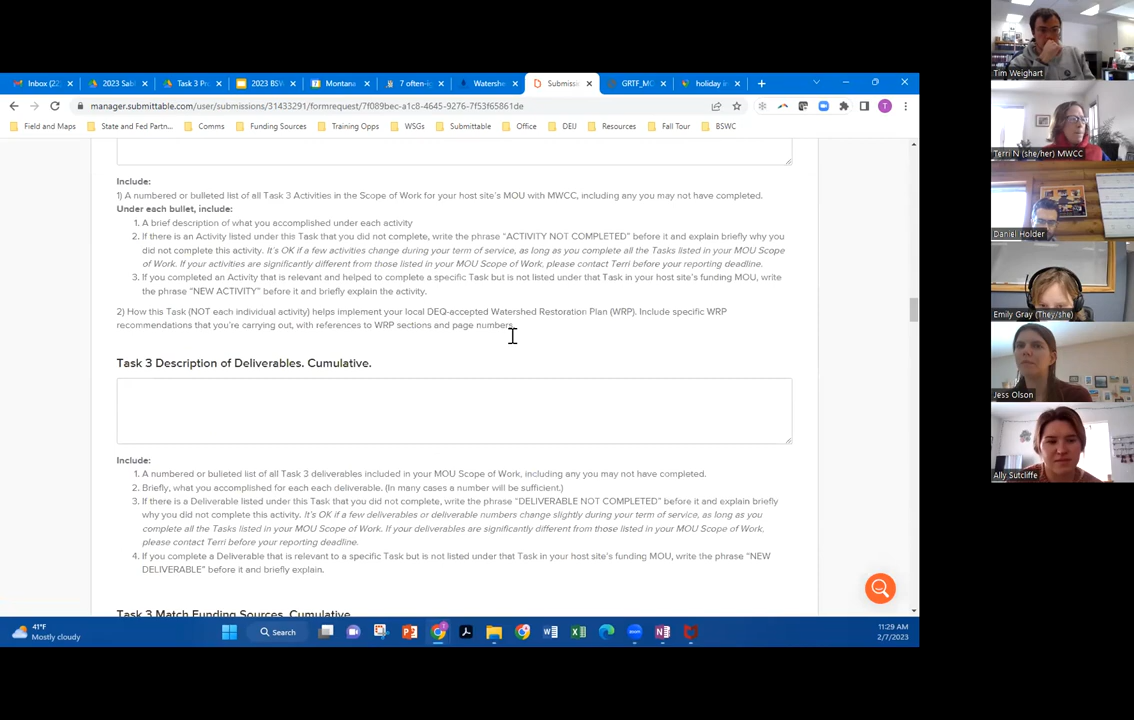 Inbox (22)
2023 Sal
Task 3 Pr
2023 BSW
Montana
7 often-i
Watershe
Submissi
GRTF_MO
holiday in
manager.submittable.com/user/submissions/31433291/formrequest/7f089bec-a1c8-4645-9276-7f53f65861de
Field and Maps
State and Fed Partn...
Comms
Funding Sources
Training Opps
WSGs
Submittable
Office
DEU
Resources
Fall Tour
BSWC
Include:
1) A numbered or bulleted list of all Task 3 Activities in the Scope of Work for your host site's MOU with MWCC, including any you may not have completed.
Under each bullet, include:
1. A brief description of what you accomplished under each activity
2. If there is an Activity listed under this Task that you did not complete, write the phrase "ACTIVITY NOT COMPLETED" before it and explain briefly why you
did not complete this activity. It's OK if a few activities change during your term of service, as long as you complete all the Tasks listed in your MOU Scope
of Work. If your activities are significantly different from those listed in your MOU Scope of Work, please contact Terri before your reporting deadline.
3. If you completed an Activity that is relevant and helped to complete a specific Task but is not listed under that Task in your host site's funding MOU, write
the phrase "NEW ACTIVITY" before it and briefly explain the activity.
2) How this Task (NOT each individual activity) helps implement your local DEQ-accepted Watershed Restoration Plan (WRP). Include specific WRP
recommendations that you're carrying out, with references to WRP sections and page numbers.
Task 3 Description of Deliverables. Cumulative.
Include:
1. A numbered or bulleted list of all Task 3 deliverables included in your MOU Scope of Work, including any you may not have completed.
2. Briefly, what you accomplished for each each deliverable. (In many cases a number will be sufficient.)
3. If there is a Deliverable listed under this Task that you did not complete, write the phrase "DELIVERABLE NOT COMPLETED" before it and explain briefly
why you did not complete this activity. It's OK if a few deliverables or deliverable numbers change slightly during your term of service, as long as you
complete all the Tasks listed in your MOU Scope of Work. If your deliverables are significantly different from those listed in your MOU Scope of Work,
please contact Terri before your reporting deadline.
4. If you complete a Deliverable that is relevant to a specific Task but is not listed under that Task in your host site's funding MOU, write the phrase "NEW
DELIVERABLE" before it and briefly explain.
Task 3 Match Funding Sources. Cumulative
41°F
Mostly cloudy
Search
11:29 AM
2/7/2023
Tim Weighart
Terri N (she/her) MWCC
Daniel Holder
Emily Gray (They/she)
Jess Olson
Ally Sutcliffe